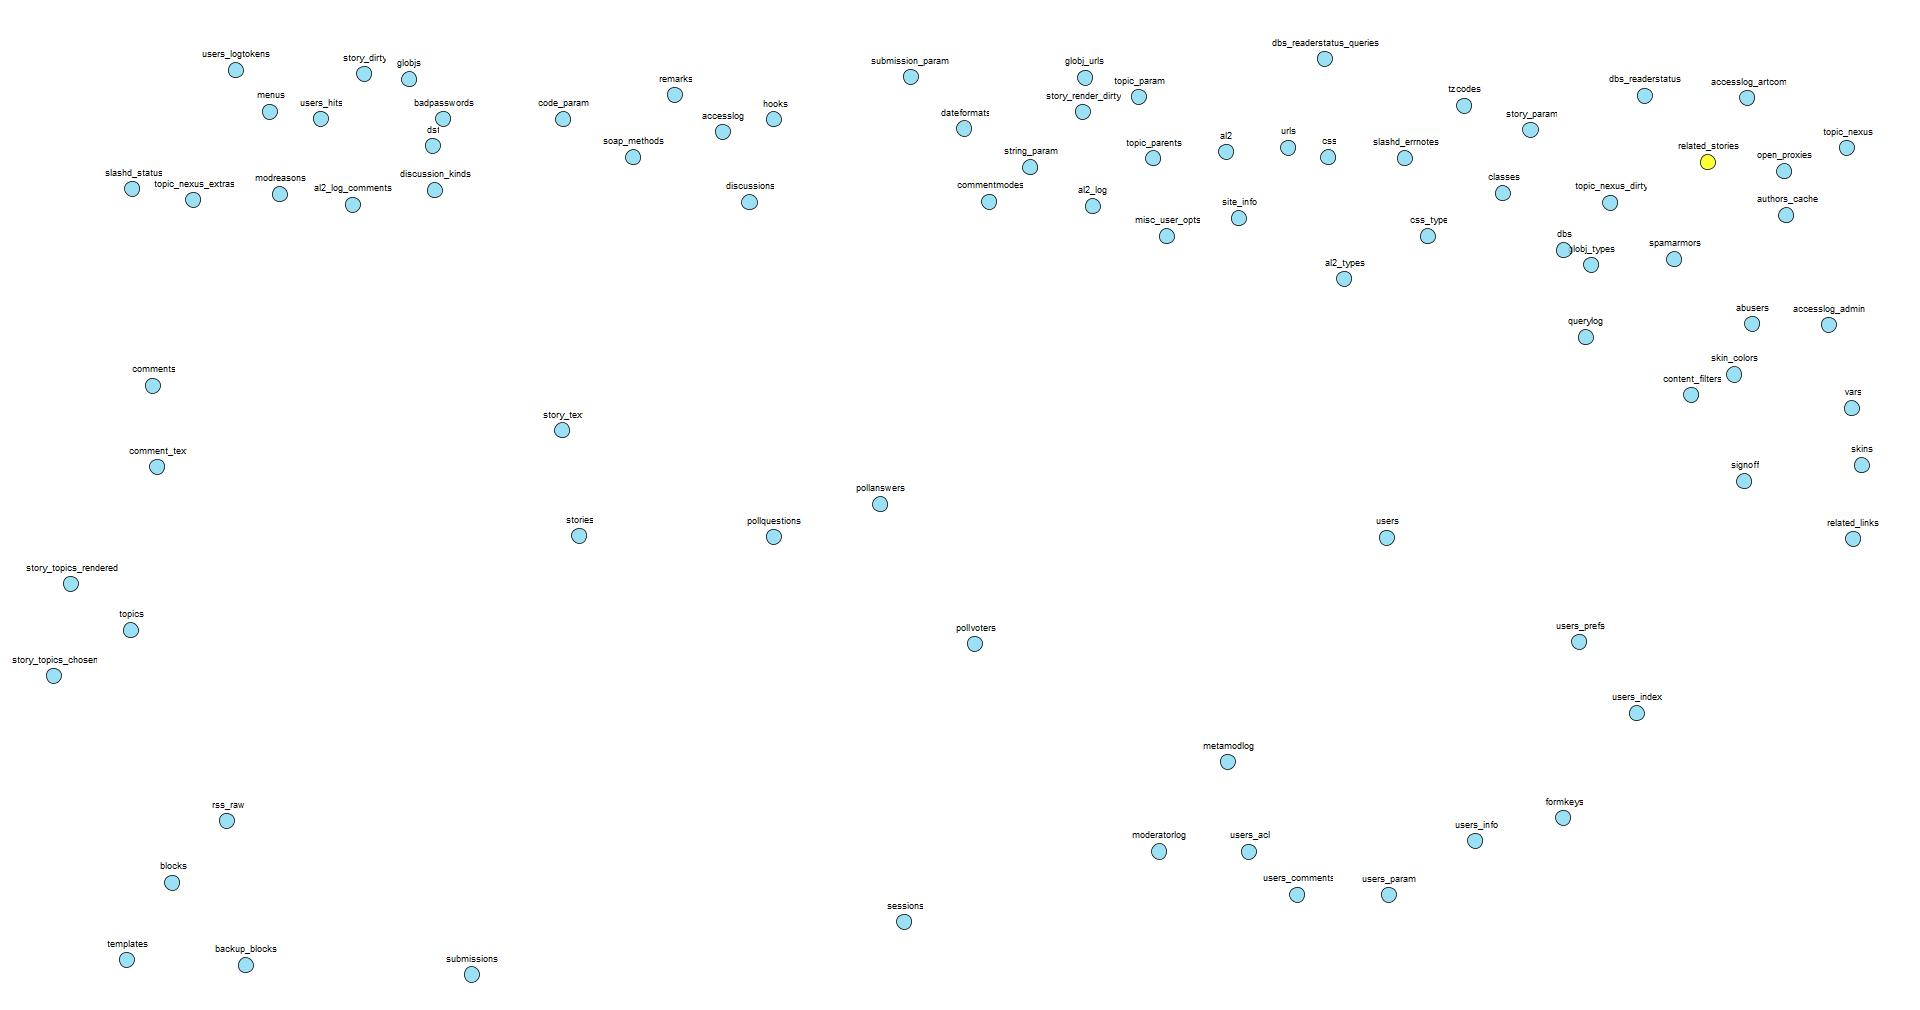 dbs_readerstatus_queries
users_logtokens
story_dirty
globjs
submission_param
globj_urls
remarks
topic_param
dbs_readerstatus
accesslog_artcom
tzcodes
menus
users_hits
badpasswords
code_param
hooks
story_render_dirty
accesslog
dateformats
story_param
dst
urls
topic_nexus
al2
soap_methods
topic_parents
css
slashd_errnotes
related_stories
string_param
open_proxies
slashd_status
topic_nexus_extras
modreasons
al2_log_comments
discussion_kinds
discussions
commentmodes
al2_log
classes
topic_nexus_dirty
authors_cache
site_info
misc_user_opts
css_type
dbs
globj_types
spamarmors
al2_types
abusers
accesslog_admin
querylog
skin_colors
comments
content_filters
vars
story_tex
comment_tex
skins
signoff
pollanswers
stories
pollquestions
users
related_links
story_topics_rendered
topics
pollvoters
users_prefs
story_topics_chosen
users_index
metamodlog
rss_raw
formkeys
users_info
moderatorlog
users_acl
blocks
users_comments
users_param
sessions
templates
backup_blocks
submissions